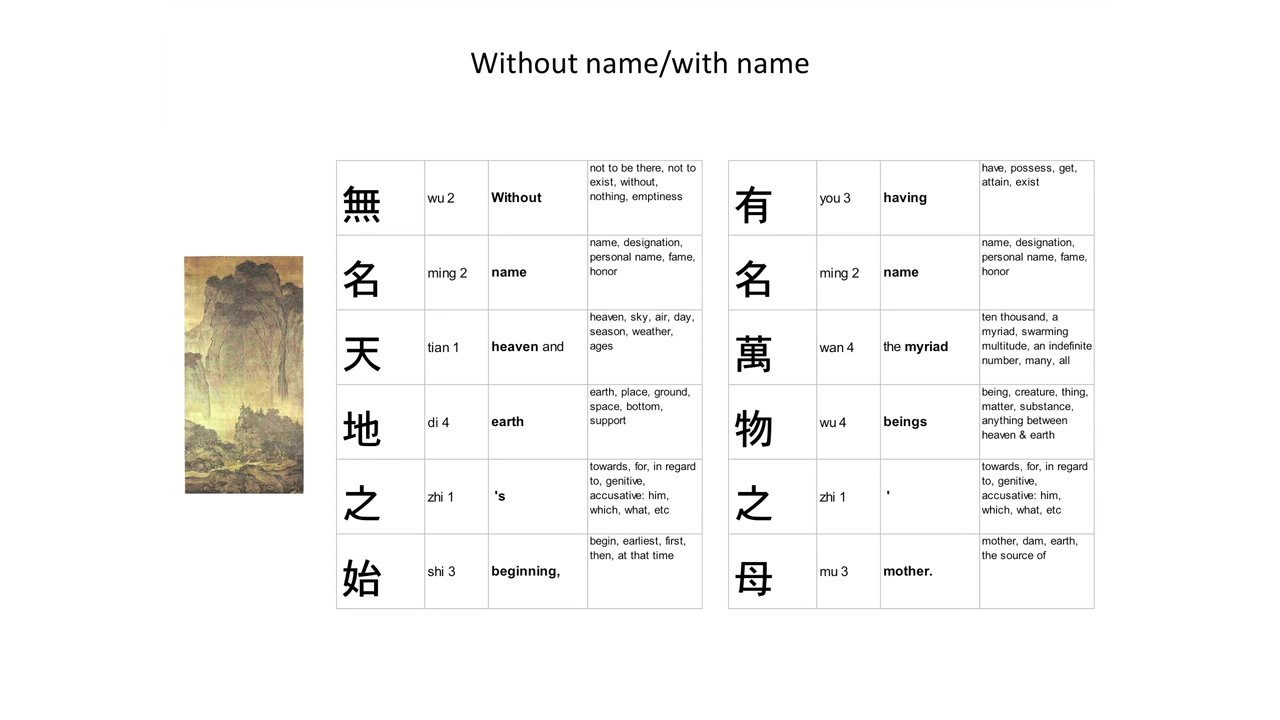 Without name/with name
無 wu 2 Without not to be there, not to
exist, without,
nothing, emptiness
名 ming 2 name name, designation,
personal name, fame,
honor
天 tian 1 heaven and heaven, sky, air, day,
season, weather,
ages
地 di 4 earth earth, place, ground,
space, bottom,
support
之 zhi 1 's towards, for, in regard
to, genitive,
accusative: him,
which, what, etc
始 shi 3 beginning, begin, earliest, first,
then, at that time
有 you 3 having have, possess, get,
attain, exist
名 ming 2 name name, designation,
personal name, fame,
honor
萬 wan 4 the myriad ten thousand, a
myriad, swarming
multitude, an indefinite
number, many, all
物 wu 4 beings being, creature, thing,
matter, substance,
anything between
heaven & earth
之 zhi 1 ' towards, for, in regard
to, genitive,
accusative: him,
which, what, etc
母 mu 3 mother. mother, dam, earth,
the source of